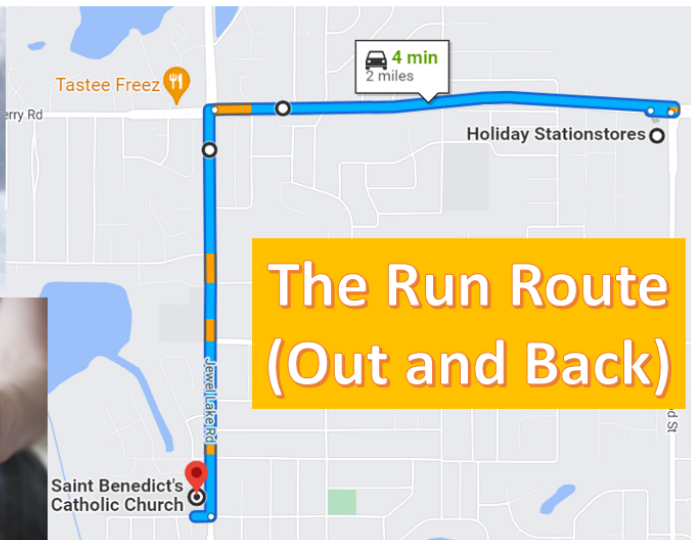 4 min
2 miles
Tastee Freez
erry Rd
Holiday Stationstores
The Run Route
(Out and Back)
Jewel Lake Rd
d St
Saint Benedict's
Catholic Church